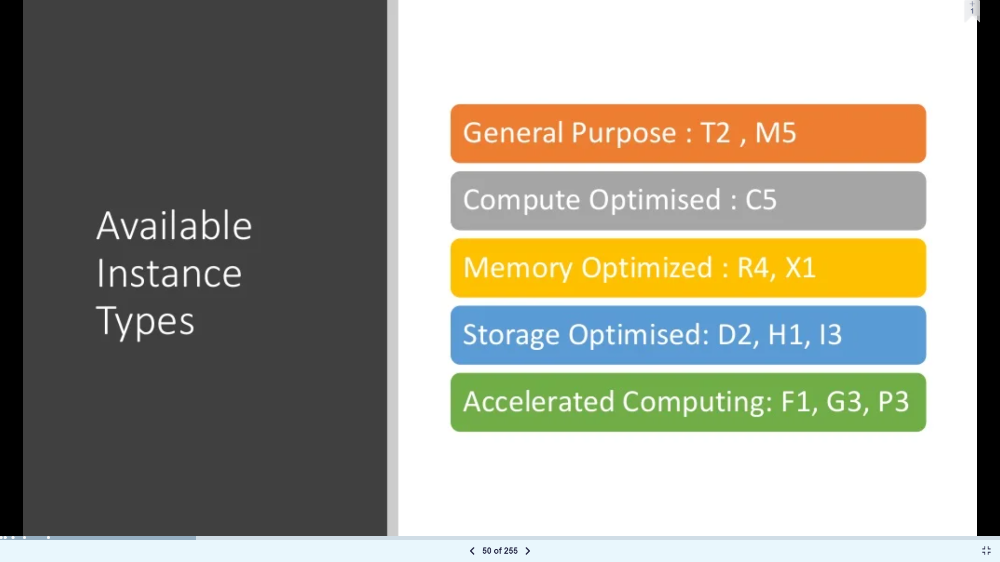 +
1
Available
Instance
Types
General Purpose : T2 , M5
Compute Optimised : C5
Memory Optimized : R4, X1
Storage Optimised: D2, H1, I3
Accelerated Computing: F1, G3, P3
50 of 255